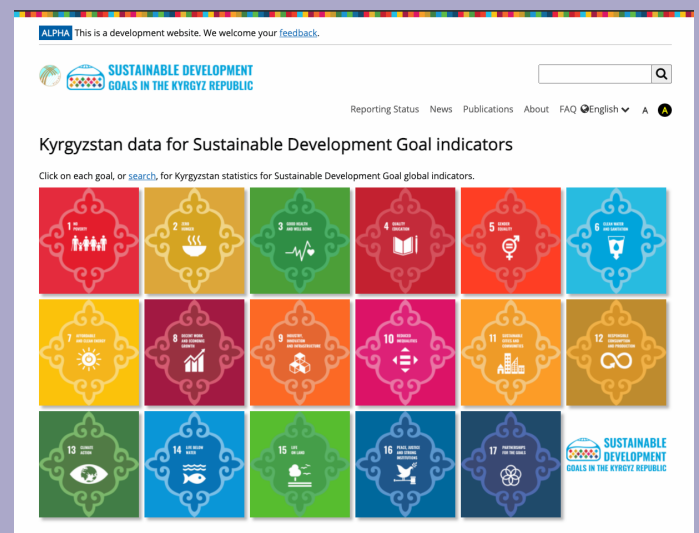 ALPHA This is a development website. We welcome your feedback.
SUSTAINABLE DEVELOPMENT
GOALS IN THE KYRGYZ REPUBLIC
Reporting Status News Publications About FAQ English A A
Kyrgyzstan data for Sustainable Development Goal indicators
Click on each goal, or search, for Kyrgyzstan statistics for Sustainable Development Goal global indicators.
1 NO
POVERTY
2 ZERO
HUNGER
3 GOOD HEALTH
AND WELL-BEING
4 QUALITY
EDUCATION
5 GENDER
EQUALITY
6 CLEAN WATER
AND SANITATION
7 AFFORDABLE
AND CLEAN ENERGY
8 DECENT WORK
AND ECONOMIC
GROWTH
9 INDUSTRY,
INNOVATION
AND INFRASTRUCTURE
10 REDUCED
INEQUALITIES
11 SUSTAINABLE
CITIES AND
COMMUNITIES
12 RESPONSIBLE
CONSUMPTION
AND PRODUCTION
13 CLIMATE
ACTION
14 LIFE BELOW
WATER
15 LIFE
ON LAND
16 PEACE, JUSTICE
AND STRONG
INSTITUTIONS
17 PARTNERSHIPS
FOR THE GOALS
SUSTAINABLE
DEVELOPMENT
GOALS IN THE KYRGYZ REPUBLIC